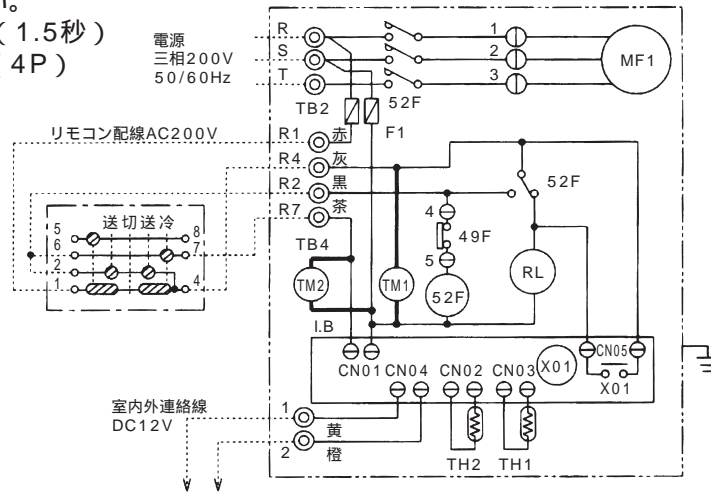 n。
（1.5秒）
4P）
電源
三相200V
50/60Hz
R
S
T
1
2
3
MF1
TB2
52F
F1
リモコン配線AC200V
R1 赤
R4 灰
R2 黒
R7 茶
TB4
送切送冷
5
6
2
1
8
7
4
4
49F
5
52F
52F
RL
TM2
TM1
I.B
CN01 CN04 CN02 CN03
X01
CN05
X01
室内外連絡線
DC12V
1
黄
2
橙
TH2 TH1